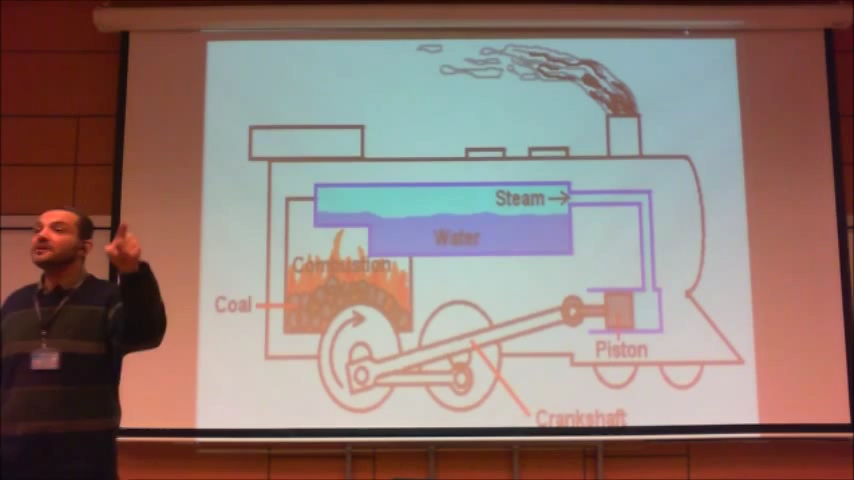 Steam
Water
Combustion
Coal
Piston
Crankshaft